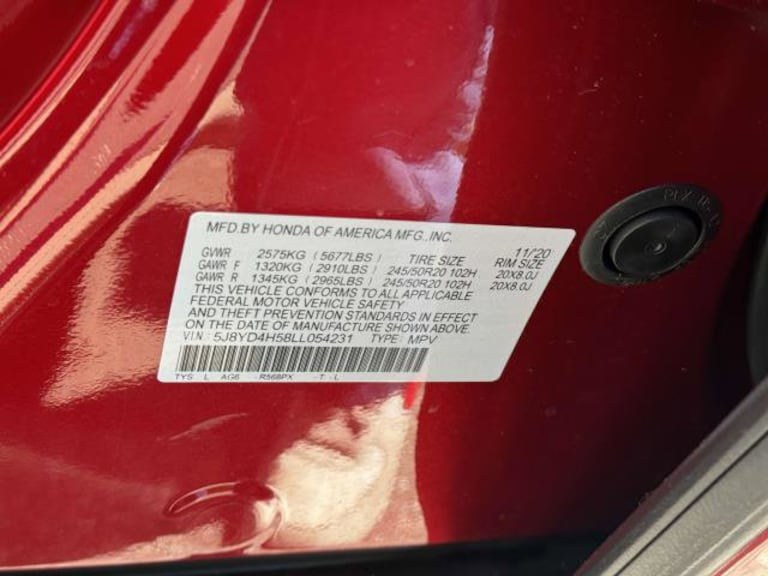 MFD.BY HONDA OF AMERICA MFG.,INC. 11/'20
GVWR 2575KG (5677LBS) TIRE SIZE RIM SIZE
GAWR F 1320KG (2910LBS) 245/50R20 102H 20X8.0J
GAWR R 1345KG (2965LBS) 245/50R20 102H 20X8.0J
THIS VEHICLE CONFORMS TO ALL APPLICABLE
FEDERAL MOTOR VEHICLE SAFETY
AND THEFT PREVENTION STANDARDS IN EFFECT
ON THE DATE OF MANUFACTURE SHOWN ABOVE.
VIN: 5J8YD4H58LL054231 TYPE: MPV
TYS L AG6 -R568PX -T: -L